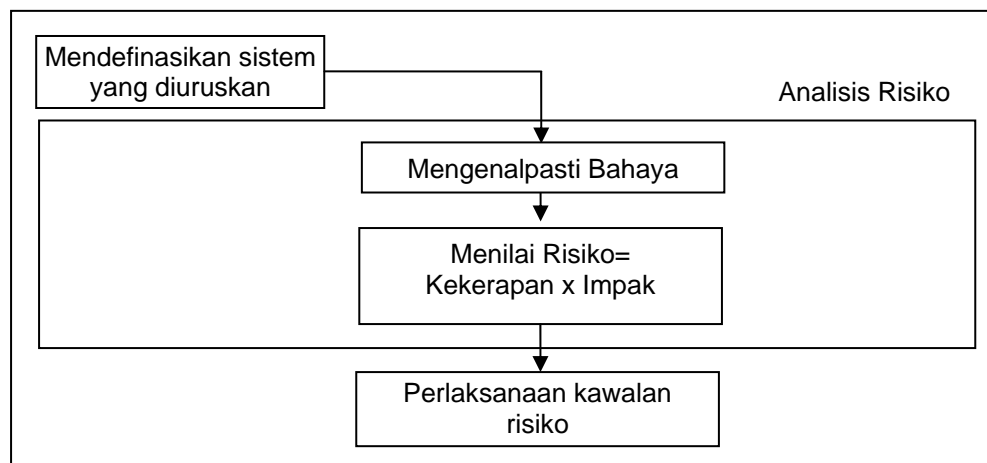 Mendefinasikan sistem
yang diuruskan
Analisis Risiko
Mengenalpasti Bahaya
Menilai Risiko=
Kekerapan x Impak
Perlaksanaan kawalan
risiko